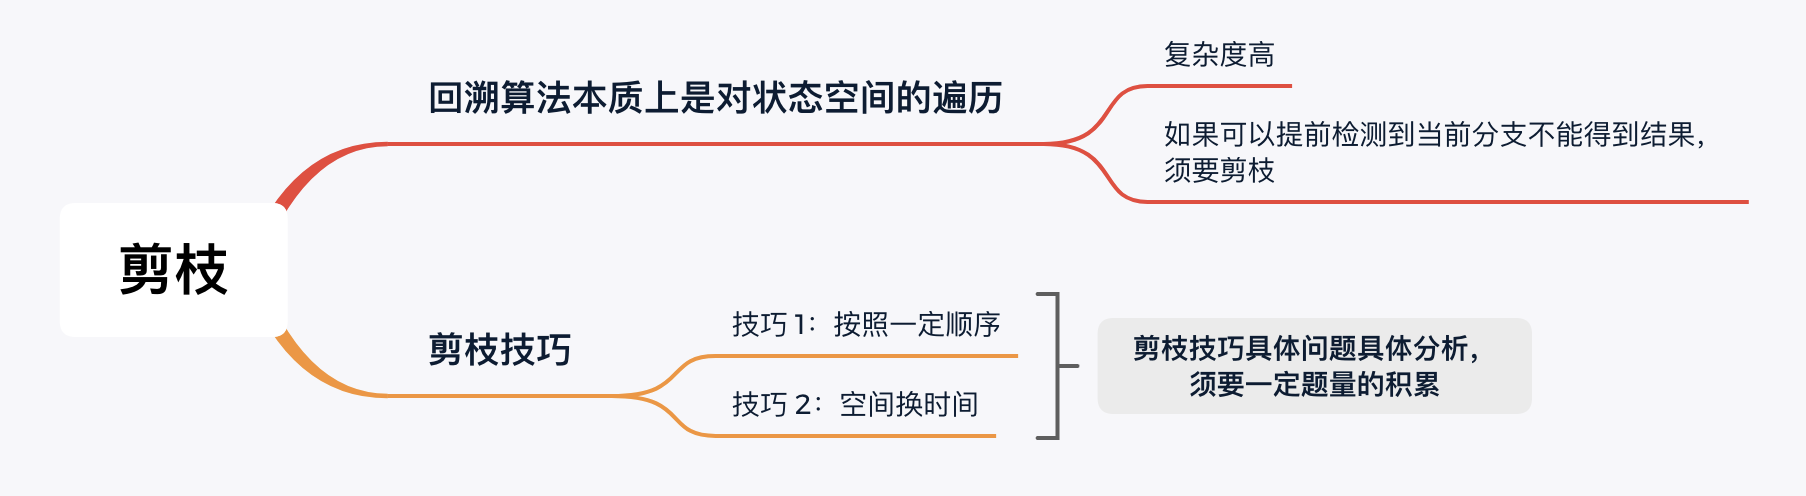 剪枝
回溯算法本质上是对状态空间的遍历
复杂度高
如果可以提前检测到当前分支不能得到结果，
须要剪枝
剪枝技巧
技巧 1：按照一定顺序
技巧 2：空间换时间
剪枝技巧具体问题具体分析，
须要一定题量的积累